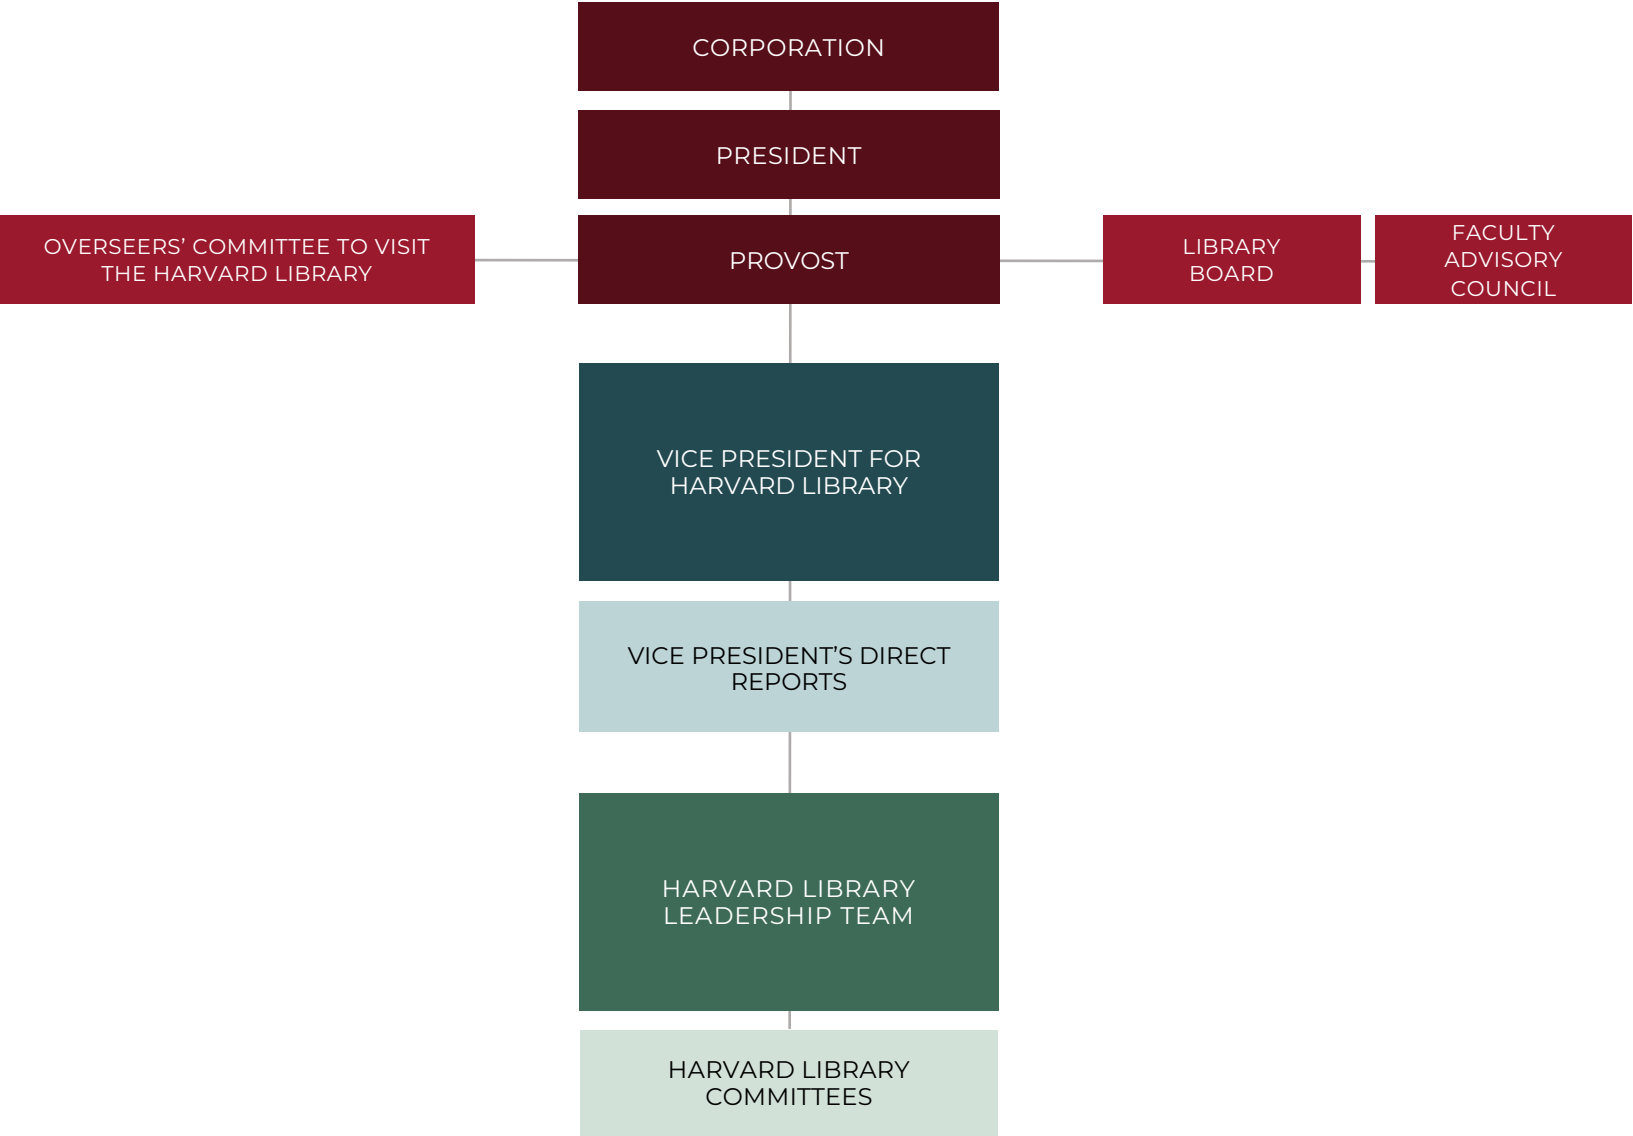 CORPORATION
PRESIDENT
OVERSEERS’ COMMITTEE TO VISIT
THE HARVARD LIBRARY
PROVOST
LIBRARY
BOARD
FACULTY
ADVISORY
COUNCIL
VICE PRESIDENT FOR
HARVARD LIBRARY
VICE PRESIDENT’S DIRECT
REPORTS
HARVARD LIBRARY
LEADERSHIP TEAM
HARVARD LIBRARY
COMMITTEES